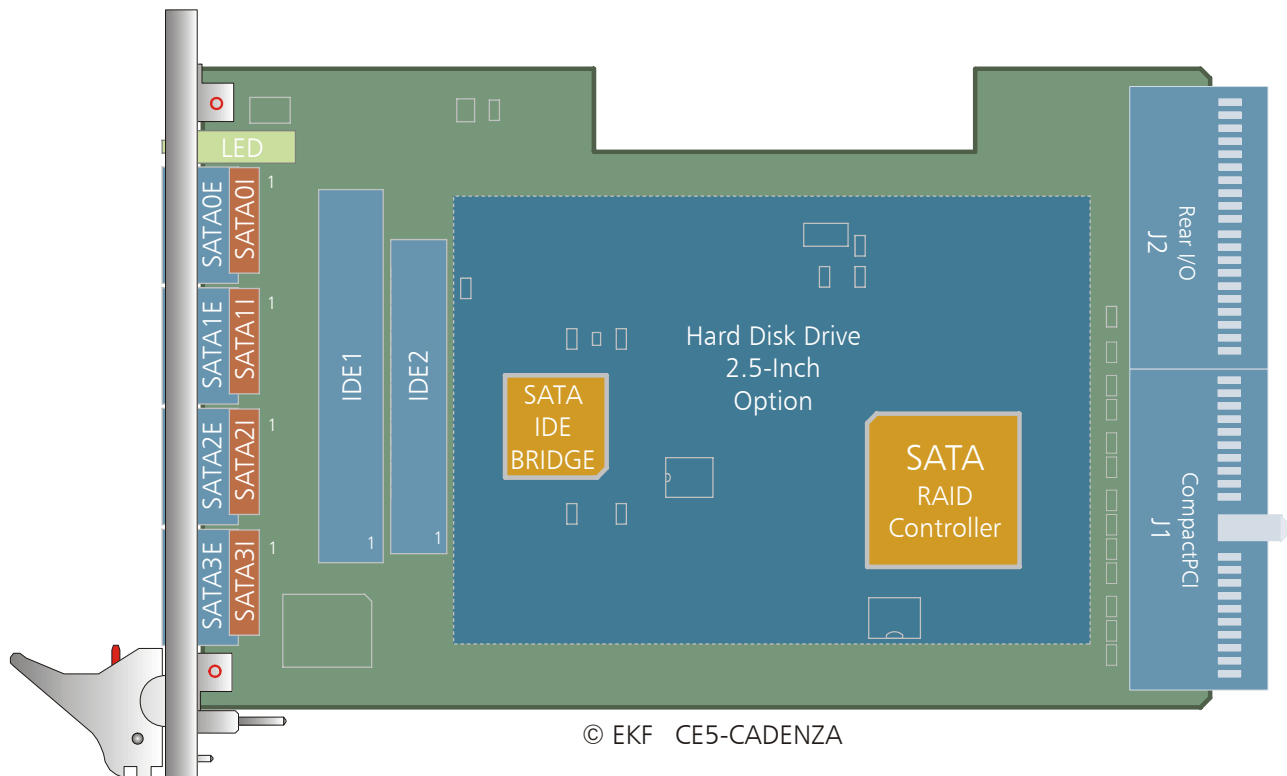 LED
SATA0E
SATA0I
1
SATA1E
SATA1I
1
SATA2E
SATA2I
1
SATA3E
SATA3I
1
IDE1
1
IDE2
1
Hard Disk Drive
2.5-Inch
Option
SATA
IDE
BRIDGE
SATA
RAID
Controller
Rear I/O
J2
CompactPCI
J1
© EKF CE5-CADENZA